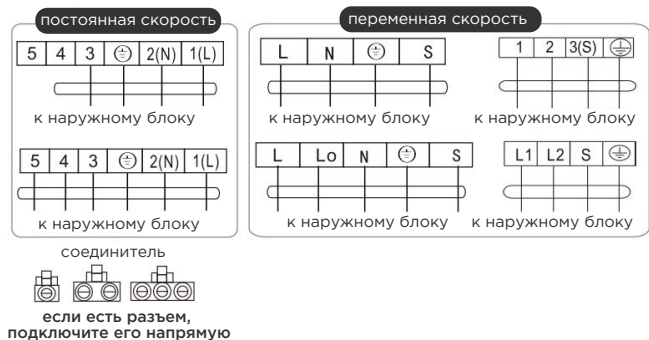 постоянная скорость
5 4 3 ⏚ 2(N) 1(L)
к наружному блоку
5 4 3 ⏚ 2(N) 1(L)
к наружному блоку
соединитель
если есть разъем,
подключите его напрямую
переменная скорость
L N ⏚ S
к наружному блоку
1 2 3(S) ⏚
к наружному блоку
L Lo N ⏚ S
к наружному блоку
L1 L2 S ⏚
к наружному блоку